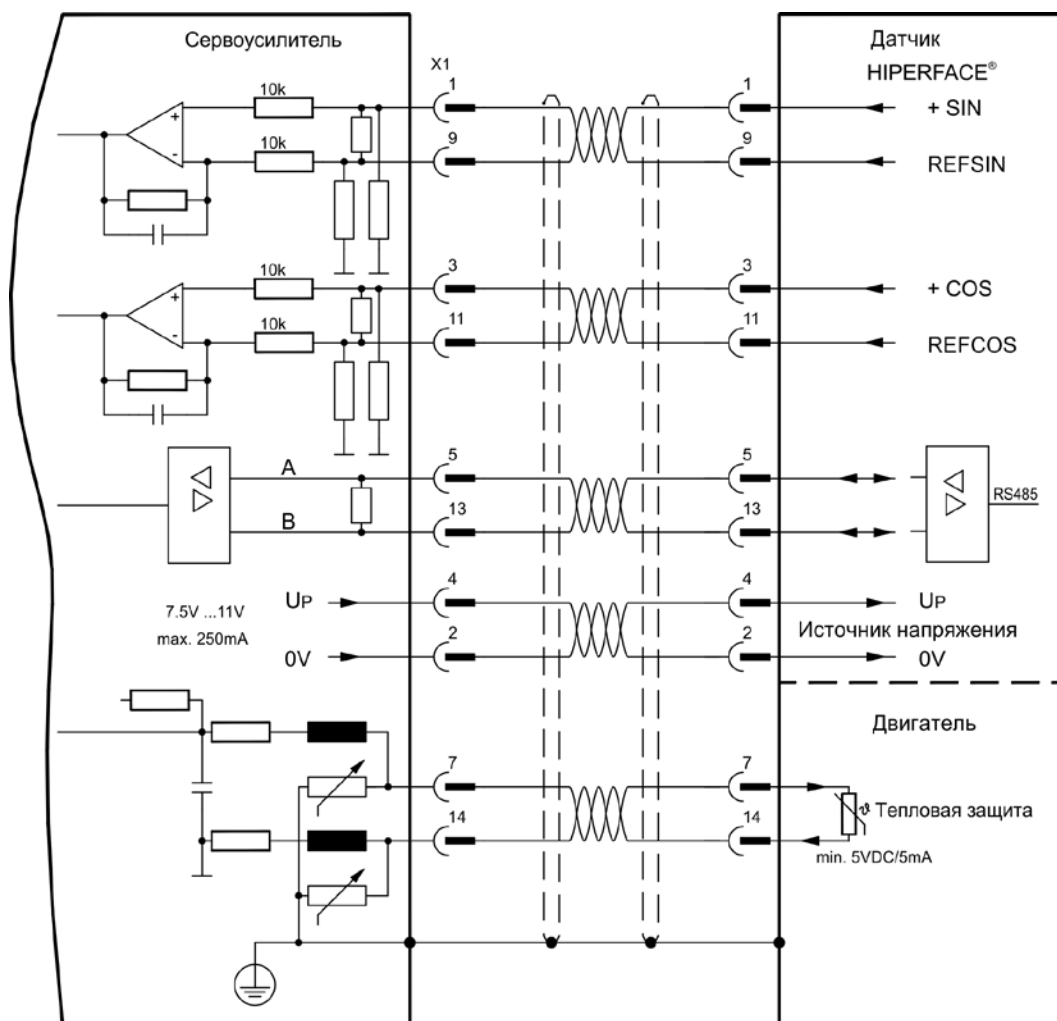 Сервоусилитель
Датчик
HIPERFACE®
X1
10k
+
10k
-
1
9
1
9
+ SIN
REFSIN
10k
+
10k
-
3
11
3
11
+ COS
REFCOS
A
B
5
13
5
13
RS485
7.5V ...11V
max. 250mA
UP
0V
4
2
4
2
UP
Источник напряжения
0V
Двигатель
7
14
7
14
ϑ Тепловая защита
min. 5VDC/5mA